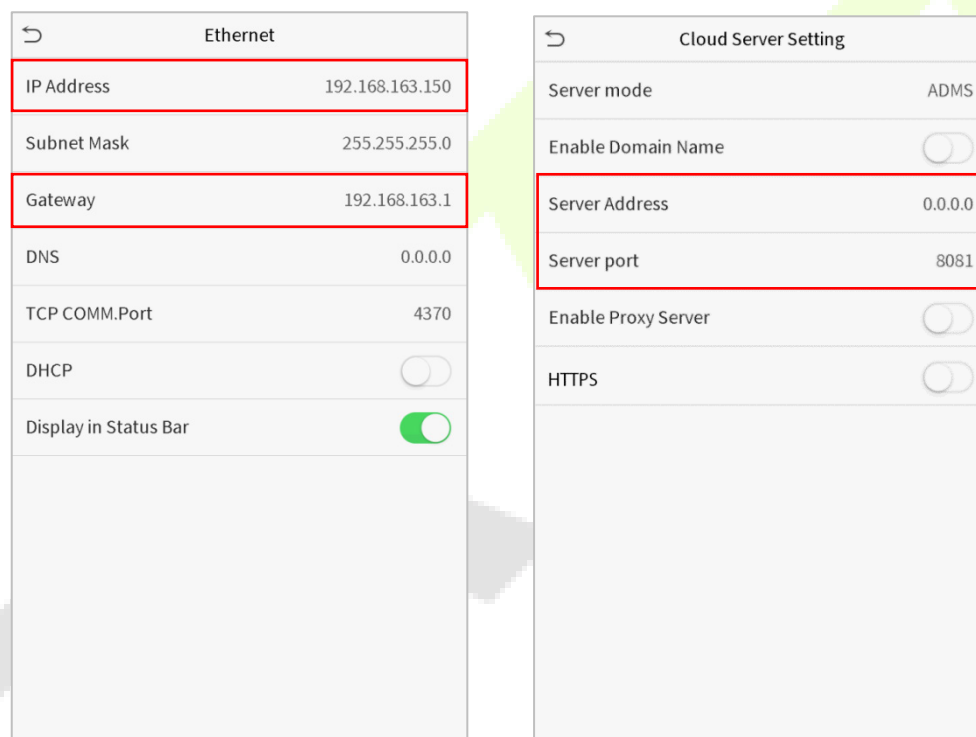 Ethernet
IP Address 192.168.163.150
Subnet Mask 255.255.255.0
Gateway 192.168.163.1
DNS 0.0.0.0
TCP COMM.Port 4370
DHCP
Display in Status Bar
Cloud Server Setting
Server mode ADMS
Enable Domain Name
Server Address 0.0.0.0
Server port 8081
Enable Proxy Server
HTTPS